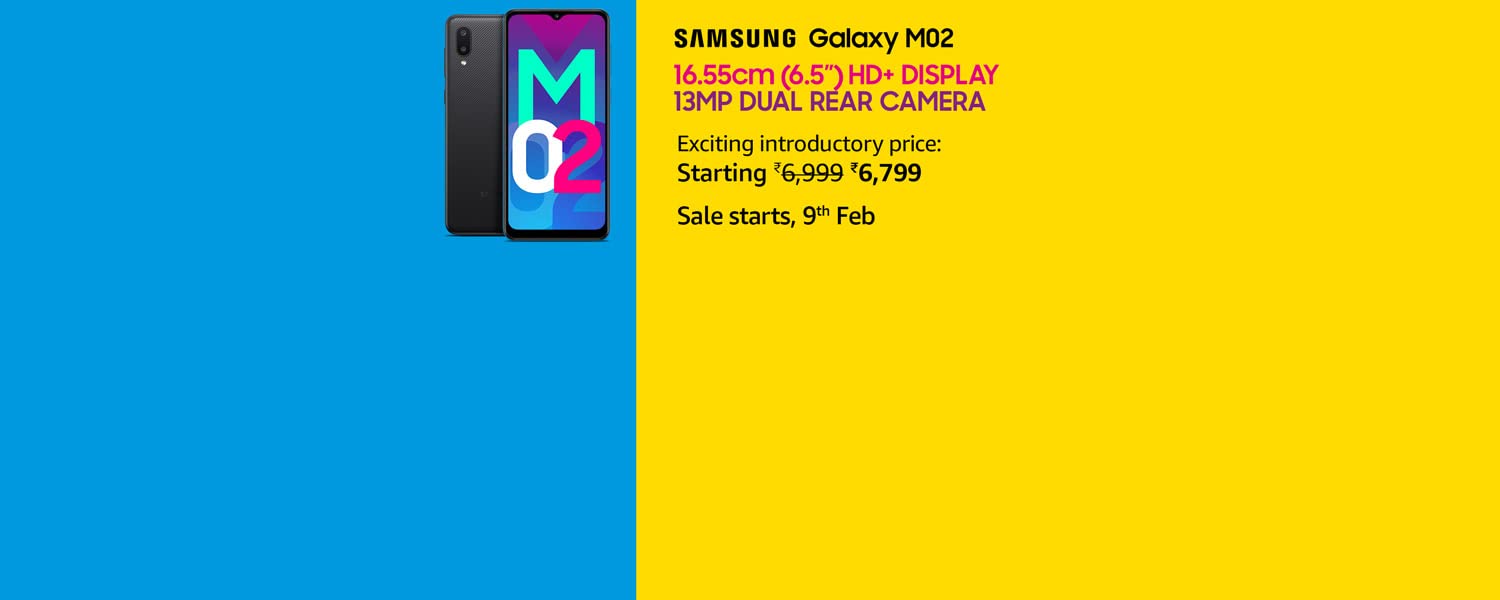 M
02
SAMSUNG Galaxy M02
16.55cm (6.5”) HD+ DISPLAY
13MP DUAL REAR CAMERA
Exciting introductory price:
Starting ₹6,999 ₹6,799
Sale starts, 9th Feb